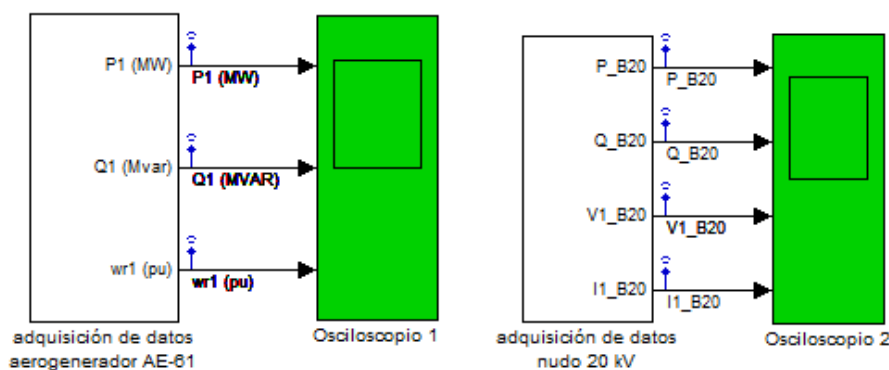 P1 (MW)
P1 (MW)
Q1 (Mvar)
Q1 (MVAR)
wr1 (pu)
wr1 (pu)
adquisición de datos
aerogenerador AE-61
Osciloscopio 1
P_B20
P_B20
Q_B20
Q_B20
V1_B20
V1_B20
I1_B20
I1_B20
adquisición de datos
nudo 20 kV
Osciloscopio 2